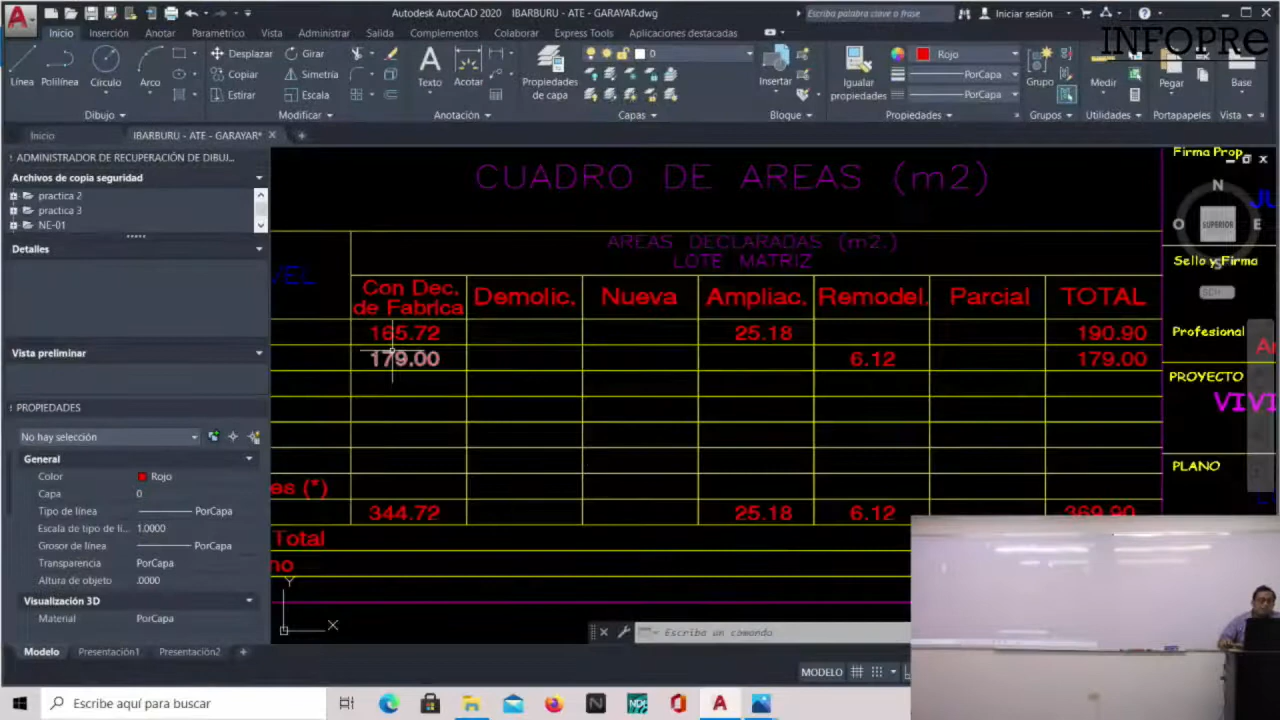 Autodesk AutoCAD 2020 IBARBURU - ATE - GARAYAR.dwg
Escriba palabra clave o frase
Iniciar sesión
INFOPRe
Inicio Inserción Anotar Paramétrico Vista Administrar Salida Complementos Colaborar Express Tools Aplicaciones destacadas
Línea Polilínea Círculo Arco
Desplazar Girar
Copiar Simetría
Estirar Escala
Texto Acotar
Propiedades de capa
0
Insertar
Igualar propiedades
Rojo
PorCapa
PorCapa
Grupo Medir Pegar Base
Dibujo Modificar Anotación Capas Bloque Propiedades Grupos Utilidades Portapapeles Vista
Inicio IBARBURU - ATE - GARAYAR*
ADMINISTRADOR DE RECUPERACIÓN DE DIBUJ...
Archivos de copia seguridad
practica 2
practica 3
NE-01
Detalles
Vista preliminar
PROPIEDADES
No hay selección
General
Color Rojo
Capa 0
Tipo de línea PorCapa
Escala de tipo de lí... 1.0000
Grosor de línea PorCapa
Transparencia PorCapa
Altura de objeto .0000
Visualización 3D
Material PorCapa
CUADRO DE AREAS (m2)
AREAS DECLARADAS (m2.)
LOTE MATRIZ
VEL
Con Dec. de Fabrica Demolic. Nueva Ampliac. Remodel. Parcial TOTAL
165.72 25.18 190.90
179.00 6.12 179.00
es (*)
344.72 25.18 6.12 369.90
Total
no
Y
X
Firma Prop
N
O SUPERIOR E
S
SCH
Sello y Firma
Profesional
PROYECTO
VIVI
PLANO
Escriba un comando
Modelo Presentación1 Presentación2 +
MODELO
Escribe aquí para buscar